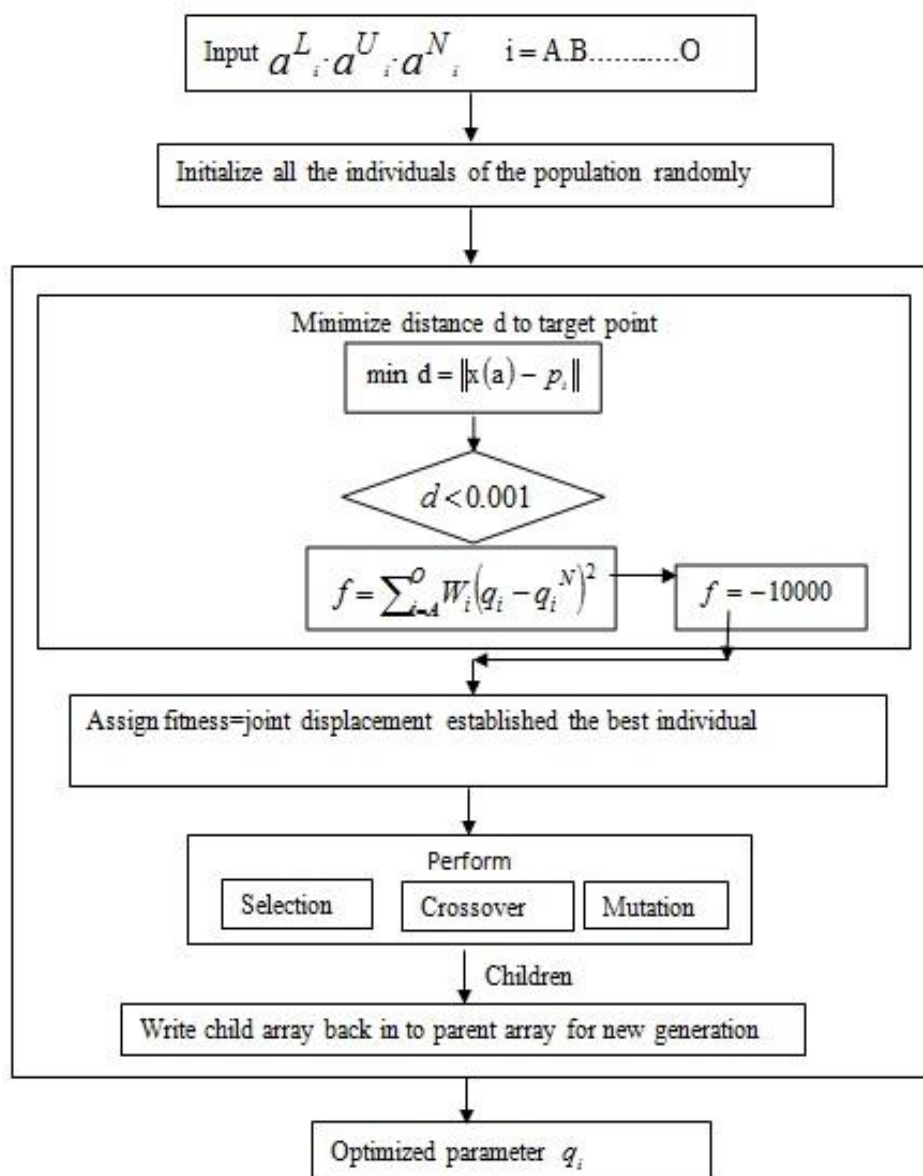 Input a^L_i. a^U_i. a^N_i i = A.B...........O
Initialize all the individuals of the population randomly
Minimize distance d to target point
min d = ‖x(a) − p_i‖
d < 0.001
f = ∑_{i=A}^{O} W_i(q_i − q_i^N)^2
f = −10000
Assign fitness=joint displacement established the best individual
Perform
Selection Crossover Mutation
Children
Write child array back in to parent array for new generation
Optimized parameter q_i